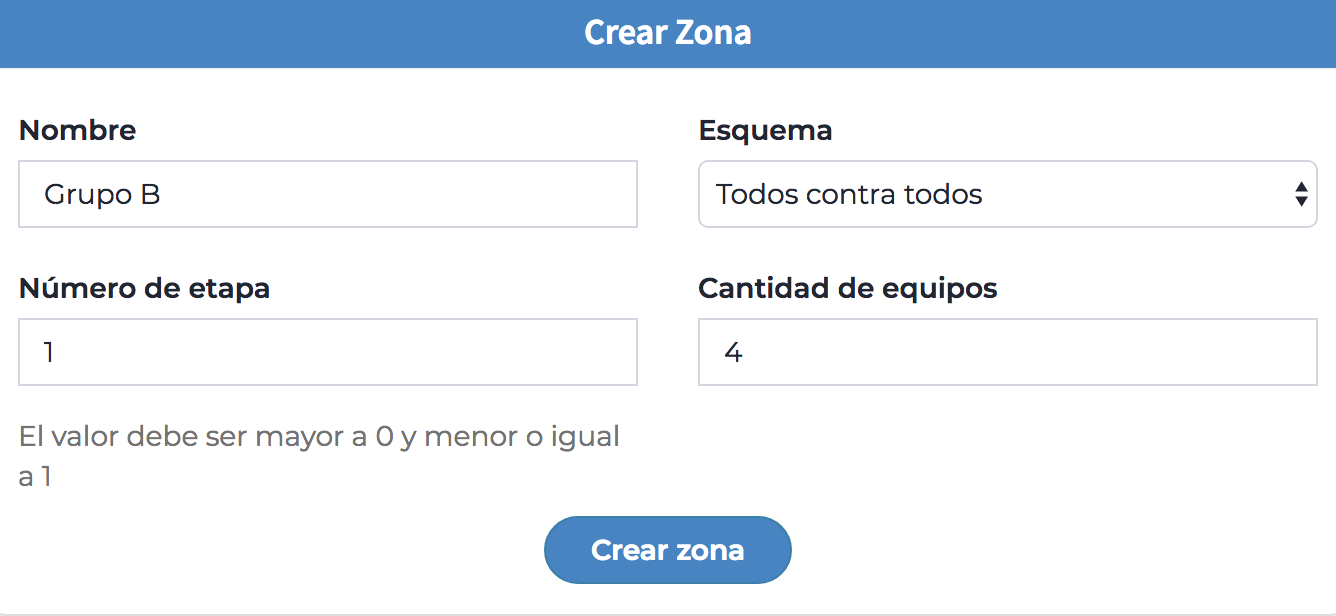 Crear Zona
Nombre
Esquema
Grupo B
Todos contra todos
Número de etapa
Cantidad de equipos
1
4
El valor debe ser mayor a 0 y menor o igual
a 1
Crear zona